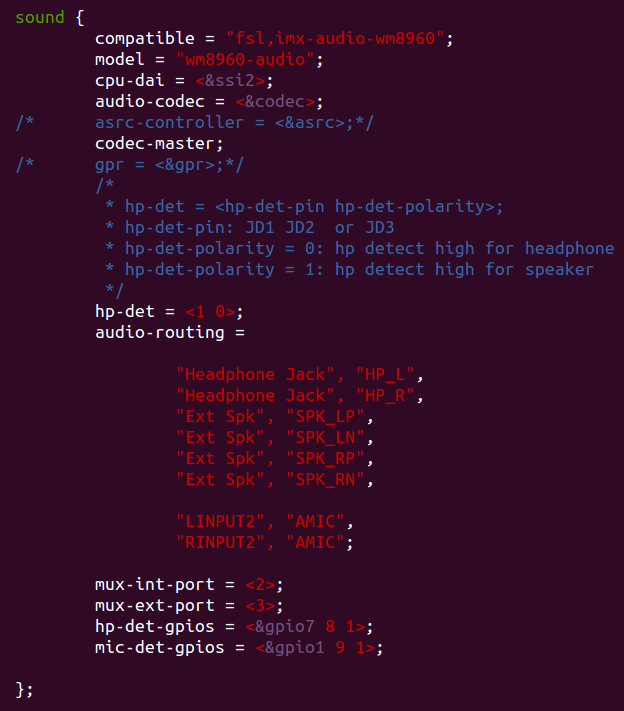 sound {
        compatible = "fsl,imx-audio-wm8960";
        model = "wm8960-audio";
        cpu-dai = <&ssi2>;
        audio-codec = <&codec>;
/*      asrc-controller = <&asrc>;*/
        codec-master;
/*      gpr = <&gpr>;*/
        /*
         * hp-det = <hp-det-pin hp-det-polarity>;
         * hp-det-pin: JD1 JD2  or JD3
         * hp-det-polarity = 0: hp detect high for headphone
         * hp-det-polarity = 1: hp detect high for speaker
         */
        hp-det = <1 0>;
        audio-routing =
                "Headphone Jack", "HP_L",
                "Headphone Jack", "HP_R",
                "Ext Spk", "SPK_LP",
                "Ext Spk", "SPK_LN",
                "Ext Spk", "SPK_RP",
                "Ext Spk", "SPK_RN",
                "LINPUT2", "AMIC",
                "RINPUT2", "AMIC";
        mux-int-port = <2>;
        mux-ext-port = <3>;
        hp-det-gpios = <&gpio7 8 1>;
        mic-det-gpios = <&gpio1 9 1>;
};